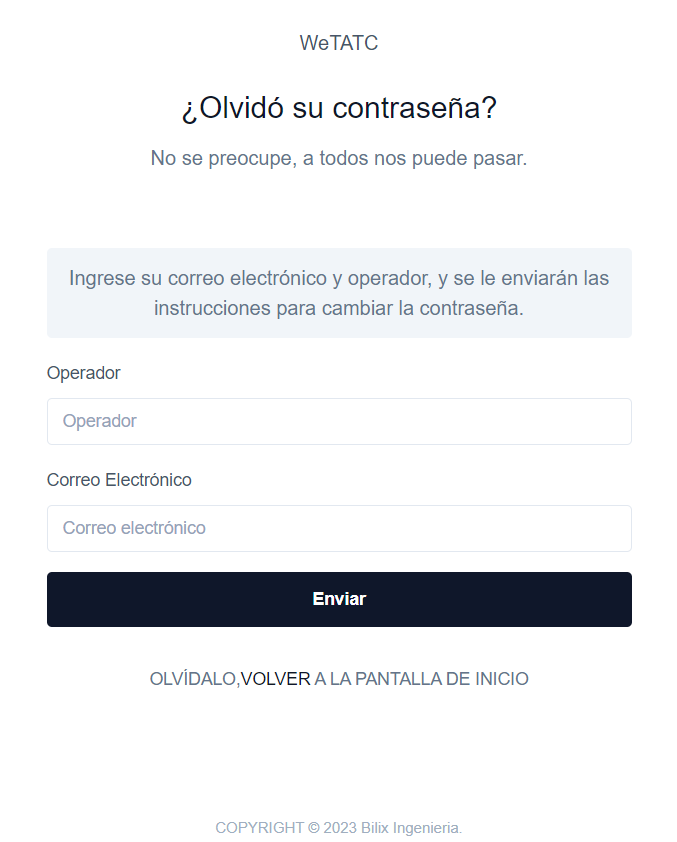 WeTATC
¿Olvidó su contraseña?
No se preocupe, a todos nos puede pasar.
Ingrese su correo electrónico y operador, y se le enviarán las
instrucciones para cambiar la contraseña.
Operador
Operador
Correo Electrónico
Correo electrónico
Enviar
OLVÍDALO,VOLVER A LA PANTALLA DE INICIO
COPYRIGHT © 2023 Bilix Ingenieria.